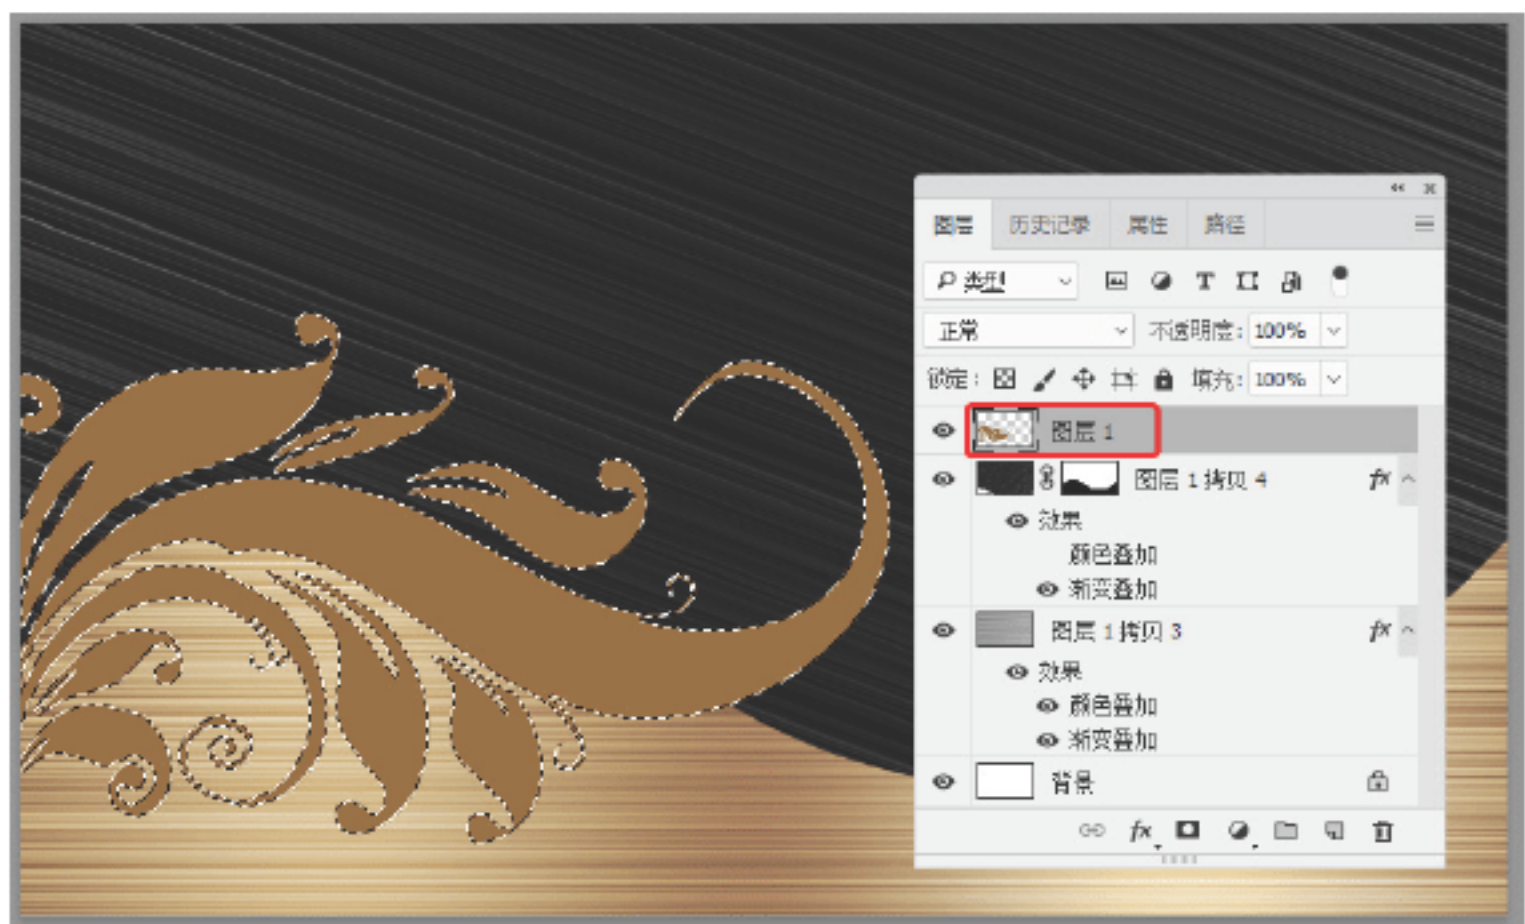 图层 历史记录 属性 路径
类型
正常 不透明度: 100%
锁定: 填充: 100%
图层 1
图层 1 拷贝 4 fx
效果
颜色叠加
渐变叠加
图层 1 拷贝 3 fx
效果
颜色叠加
渐变叠加
背景
fx